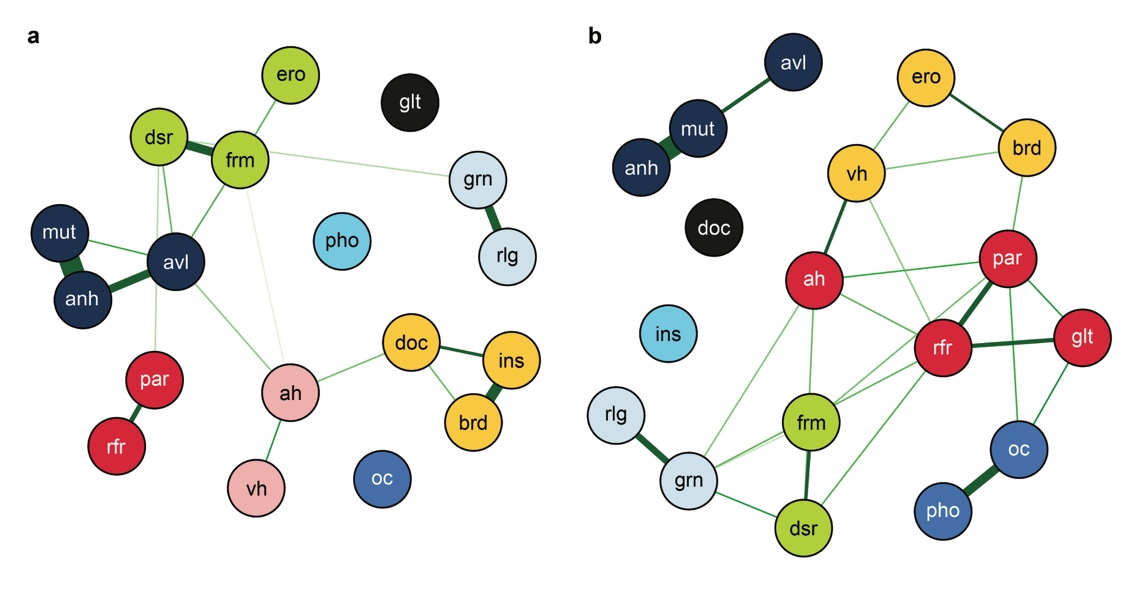 a
ero
glt
dsr
frm
grn
mut
pho
avl
rlg
anh
doc
ins
par
ah
brd
rfr
oc
vh
b
avl
ero
mut
brd
anh
vh
doc
par
ah
ins
glt
rfr
rlg
frm
oc
grn
pho
dsr